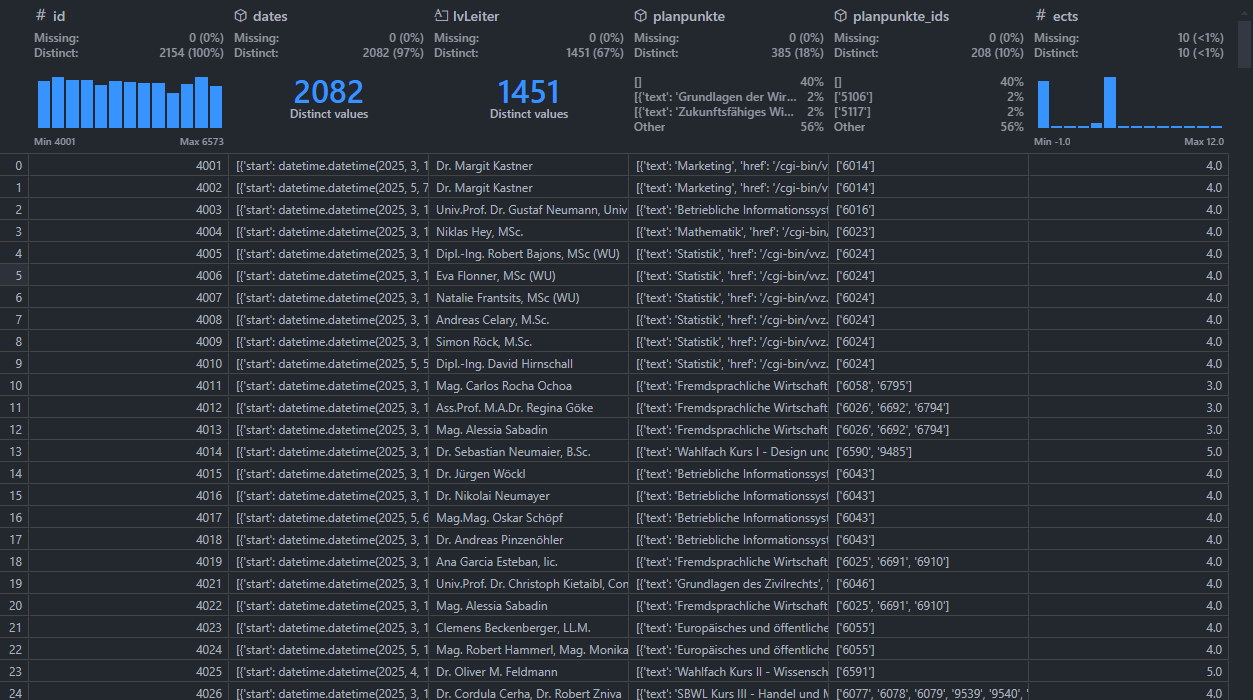 # id dates lvLeiter planpunkte planpunkte_ids # ects
Missing: 0 (0%) Missing: 0 (0%) Missing: 0 (0%) Missing: 0 (0%) Missing: 0 (0%) Missing: 10 (<1%)
Distinct: 2154 (100%) Distinct: 2082 (97%) Distinct: 1451 (67%) Distinct: 385 (18%) Distinct: 208 (10%) Distinct: 10 (<1%)
2082
Distinct values
1451
Distinct values
[] 40%
[{'text': 'Grundlagen der Wir... 2%
[{'text': 'Zukunftsfähiges Wi... 2%
Other 56%
[] 40%
['5106'] 2%
['5117'] 2%
Other 56%
Min 4001 Max 6573
Min -1.0 Max 12.0
0 4001 [{'start': datetime.datetime(2025, 3, 1 Dr. Margit Kastner [{'text': 'Marketing', 'href': '/cgi-bin/v ['6014'] 4.0
1 4002 [{'start': datetime.datetime(2025, 5, 7 Dr. Margit Kastner [{'text': 'Marketing', 'href': '/cgi-bin/v ['6014'] 4.0
2 4003 [{'start': datetime.datetime(2025, 3, 1 Univ.Prof. Dr. Gustaf Neumann, Univ [{'text': 'Betriebliche Informationssyst ['6016'] 4.0
3 4004 [{'start': datetime.datetime(2025, 3, 1 Niklas Hey, MSc. [{'text': 'Mathematik', 'href': '/cgi-bin/ ['6023'] 4.0
4 4005 [{'start': datetime.datetime(2025, 3, 1 Dipl.-Ing. Robert Bajons, MSc (WU) [{'text': 'Statistik', 'href': '/cgi-bin/vvz. ['6024'] 4.0
5 4006 [{'start': datetime.datetime(2025, 3, 1 Eva Flonner, MSc (WU) [{'text': 'Statistik', 'href': '/cgi-bin/vvz. ['6024'] 4.0
6 4007 [{'start': datetime.datetime(2025, 3, 1 Natalie Frantsits, MSc (WU) [{'text': 'Statistik', 'href': '/cgi-bin/vvz. ['6024'] 4.0
7 4008 [{'start': datetime.datetime(2025, 3, 1 Andreas Celary, M.Sc. [{'text': 'Statistik', 'href': '/cgi-bin/vvz. ['6024'] 4.0
8 4009 [{'start': datetime.datetime(2025, 3, 1 Simon Röck, M.Sc. [{'text': 'Statistik', 'href': '/cgi-bin/vvz. ['6024'] 4.0
9 4010 [{'start': datetime.datetime(2025, 5, 5 Dipl.-Ing. David Hirnschall [{'text': 'Statistik', 'href': '/cgi-bin/vvz. ['6024'] 4.0
10 4011 [{'start': datetime.datetime(2025, 3, 1 Mag. Carlos Rocha Ochoa [{'text': 'Fremdsprachliche Wirtschaft ['6058', '6795'] 3.0
11 4012 [{'start': datetime.datetime(2025, 3, 1 Ass.Prof. M.A.Dr. Regina Göke [{'text': 'Fremdsprachliche Wirtschaft ['6026', '6692', '6794'] 3.0
12 4013 [{'start': datetime.datetime(2025, 3, 1 Mag. Alessia Sabadin [{'text': 'Fremdsprachliche Wirtschaft ['6026', '6692', '6794'] 3.0
13 4014 [{'start': datetime.datetime(2025, 3, 1 Dr. Sebastian Neumaier, B.Sc. [{'text': 'Wahlfach Kurs I - Design und ['6590', '9485'] 5.0
14 4015 [{'start': datetime.datetime(2025, 3, 1 Dr. Jürgen Wöckl [{'text': 'Betriebliche Informationssyst ['6043'] 4.0
15 4016 [{'start': datetime.datetime(2025, 3, 1 Dr. Nikolai Neumayer [{'text': 'Betriebliche Informationssyst ['6043'] 4.0
16 4017 [{'start': datetime.datetime(2025, 5, 6 Mag.Mag. Oskar Schöpf [{'text': 'Betriebliche Informationssyst ['6043'] 4.0
17 4018 [{'start': datetime.datetime(2025, 3, 1 Dr. Andreas Pinzenöhler [{'text': 'Betriebliche Informationssyst ['6043'] 4.0
18 4019 [{'start': datetime.datetime(2025, 3, 1 Ana Garcia Esteban, lic. [{'text': 'Fremdsprachliche Wirtschaft ['6025', '6691', '6910'] 4.0
19 4021 [{'start': datetime.datetime(2025, 3, 1 Univ.Prof. Dr. Christoph Kietaibl, Con [{'text': 'Grundlagen des Zivilrechts', ' ['6046'] 4.0
20 4022 [{'start': datetime.datetime(2025, 3, 1 Mag. Alessia Sabadin [{'text': 'Fremdsprachliche Wirtschaft ['6025', '6691', '6910'] 4.0
21 4023 [{'start': datetime.datetime(2025, 3, 1 Clemens Beckenberger, LL.M. [{'text': 'Europäisches und öffentliche ['6055'] 4.0
22 4024 [{'start': datetime.datetime(2025, 5, 1 Mag. Robert Hammerl, Mag. Monika [{'text': 'Europäisches und öffentliche ['6055'] 4.0
23 4025 [{'start': datetime.datetime(2025, 4, 1 Dr. Oliver M. Feldmann [{'text': 'Wahlfach Kurs II - Wissensch ['6591'] 5.0
24 4026 [{'start': datetime.datetime(2025, 3, 1 Dr. Cordula Cerha, Dr. Robert Zniva [{'text': 'SBWL Kurs III - Handel und M ['6077', '6078', '6079', '9539', '9540', ' 4.0